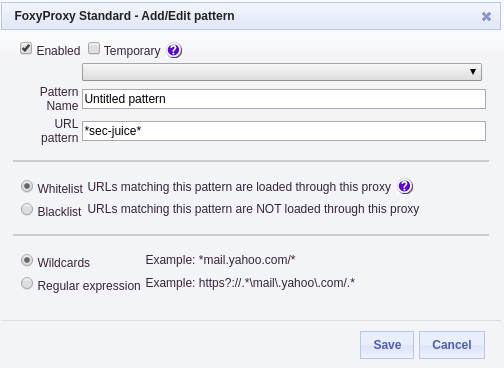 FoxyProxy Standard - Add/Edit pattern
Enabled Temporary ?
Pattern Name Untitled pattern
URL pattern *sec-juice*
Whitelist URLs matching this pattern are loaded through this proxy ?
Blacklist URLs matching this pattern are NOT loaded through this proxy
Wildcards Example: *mail.yahoo.com/*
Regular expression Example: https?://.*\mail\.yahoo\.com/.*
Save Cancel